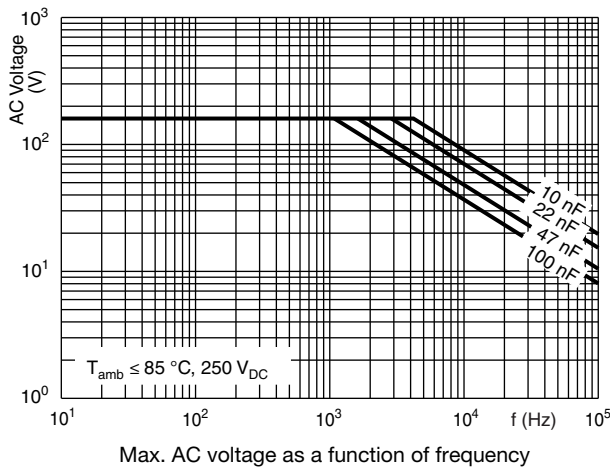 AC Voltage
(V)
10³
10²
10¹
10⁰
10 nF
22 nF
47 nF
100 nF
T_amb ≤ 85 °C, 250 V_DC
10¹ 10² 10³ 10⁴ f (Hz) 10⁵
Max. AC voltage as a function of frequency